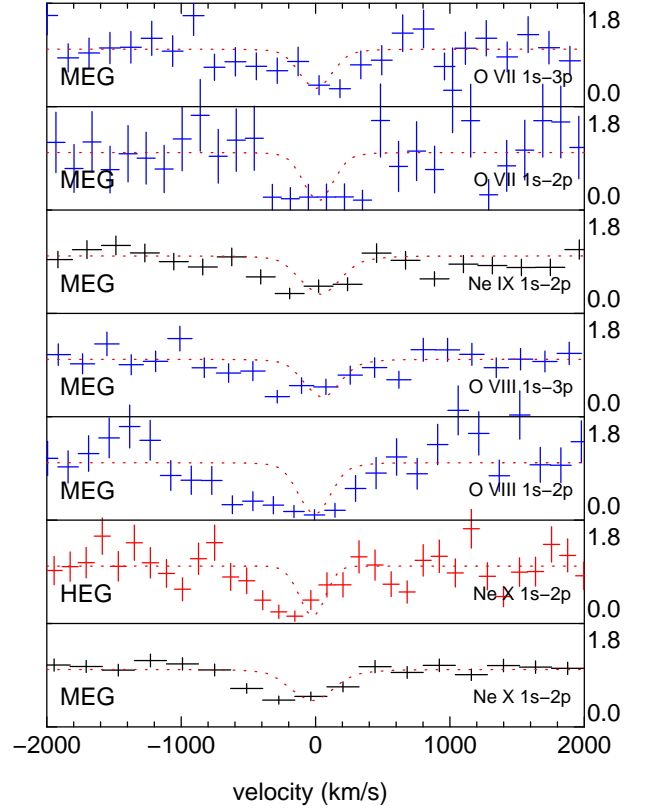 1.8
MEG
O VII 1s−3p
0.0
1.8
MEG
O VII 1s−2p
0.0
1.8
MEG
Ne IX 1s−2p
0.0
1.8
MEG
O VIII 1s−3p
0.0
1.8
MEG
O VIII 1s−2p
0.0
1.8
HEG
Ne X 1s−2p
0.0
1.8
MEG
Ne X 1s−2p
0.0
−2000 −1000 0 1000 2000
velocity (km/s)